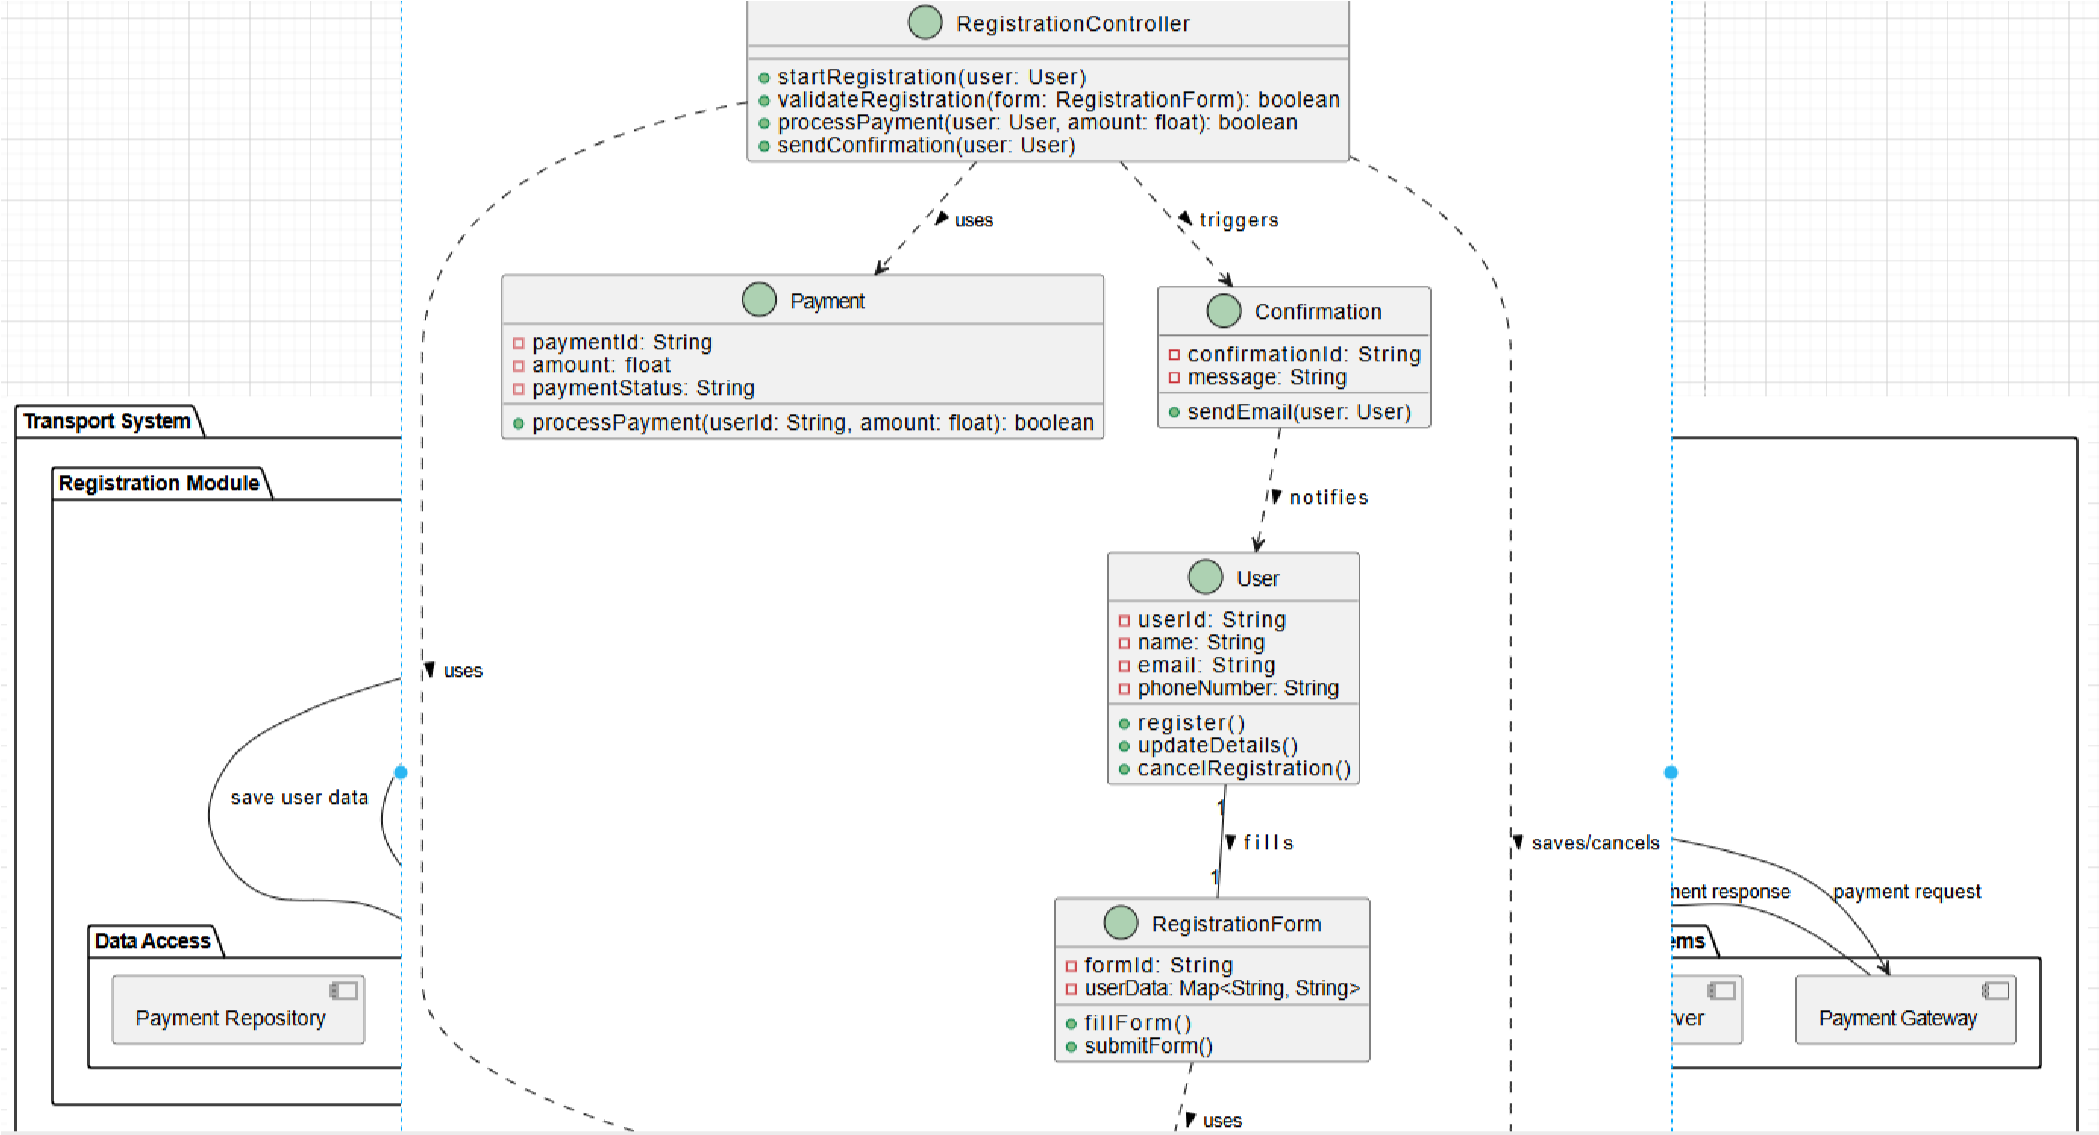 RegistrationController
startRegistration(user: User)
validateRegistration(form: RegistrationForm): boolean
processPayment(user: User, amount: float): boolean
sendConfirmation(user: User)
uses
triggers
Payment
paymentId: String
amount: float
paymentStatus: String
processPayment(userId: String, amount: float): boolean
Confirmation
confirmationId: String
message: String
sendEmail(user: User)
Transport System
Registration Module
notifies
User
userId: String
name: String
email: String
phoneNumber: String
register()
updateDetails()
cancelRegistration()
uses
save user data
1
fills
1
saves/cancels
response
payment request
RegistrationForm
formId: String
userData: Map<String, String>
fillForm()
submitForm()
Data Access
Payment Repository
Payment Gateway
uses